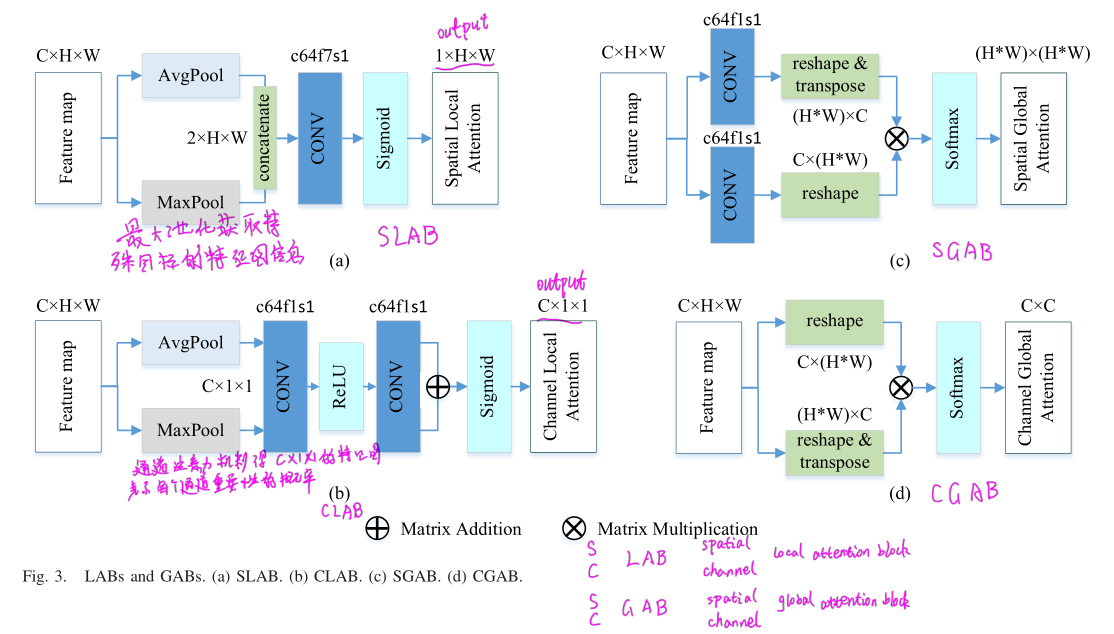 output
C×H×W
c64f7s1
1×H×W
Feature map
AvgPool
2×H×W
concatenate
CONV
Sigmoid
Spatial Local
Attention
MaxPool
最大池化获取特
殊目标的特征图信息
SLAB
(a)
c64f1s1
C×H×W
(H*W)×(H*W)
Feature map
CONV
reshape &
transpose
(H*W)×C
c64f1s1
CONV
C×(H*W)
reshape
Softmax
Spatial Global
Attention
SGAB
(c)
output
C×H×W
c64f1s1
c64f1s1
C×1×1
Feature map
AvgPool
C×1×1
CONV
ReLU
CONV
Sigmoid
Channel Local
Attention
MaxPool
通道注意力机制得 C×1×1的特征图
表示每个通道重要性的概率
(b)
CLAB
C×H×W
C×C
Feature map
reshape
C×(H*W)
(H*W)×C
reshape &
transpose
Softmax
Channel Global
Attention
(d)
CGAB
Matrix Addition
Matrix Multiplication
S spatial
C LAB channel local attention block
S spatial
C GAB channel global attention block
Fig. 3. LABs and GABs. (a) SLAB. (b) CLAB. (c) SGAB. (d) CGAB.